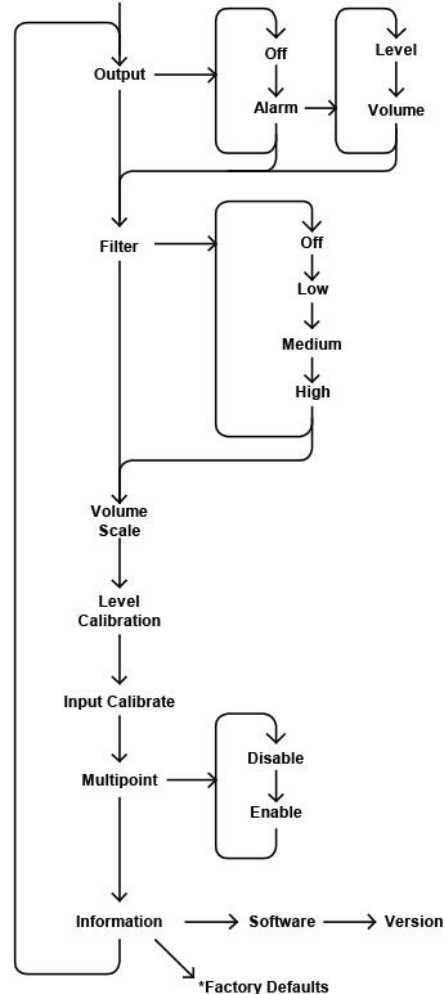 Output
Off
Alarm
Level
Volume
Filter
Off
Low
Medium
High
Volume
Scale
Level
Calibration
Input Calibrate
Multipoint
Disable
Enable
Information
Software
Version
*Factory Defaults